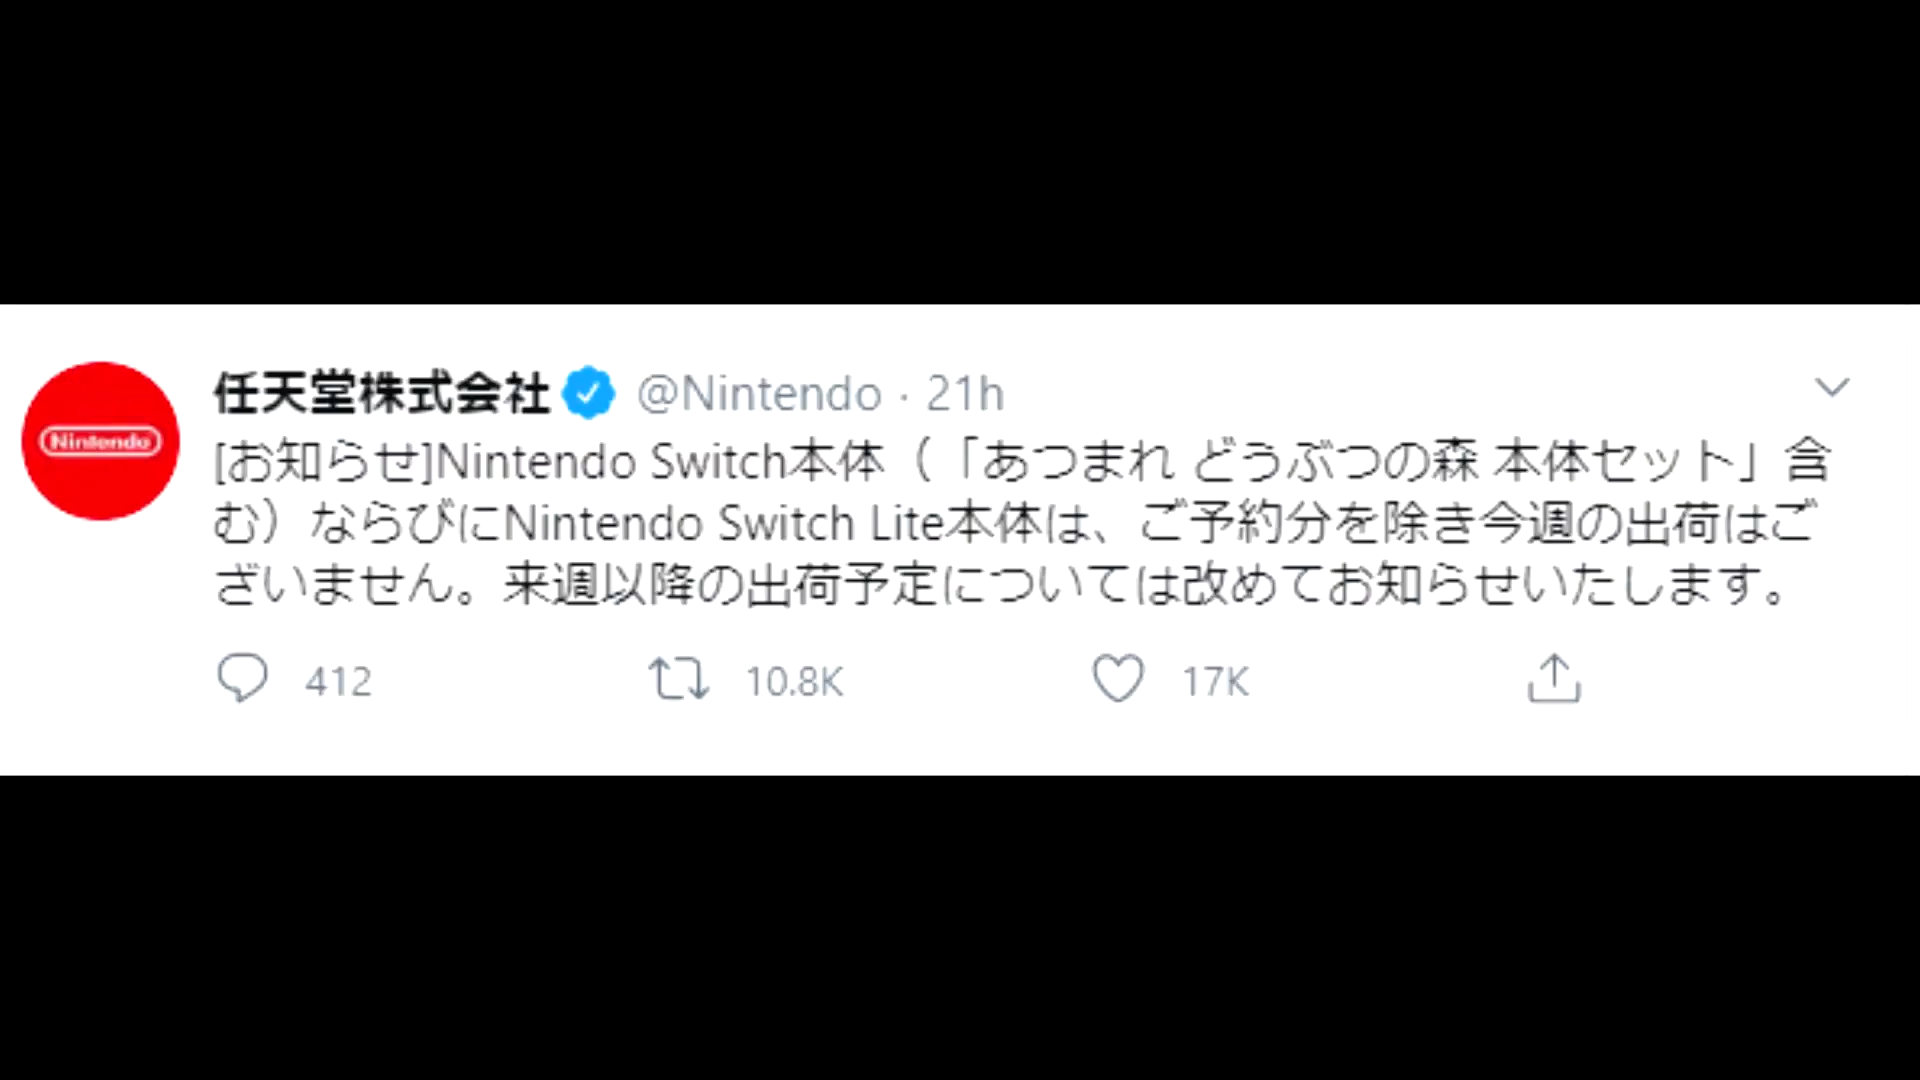 任天堂株式会社 @Nintendo · 21h
Nintendo
[お知らせ]Nintendo Switch本体（「あつまれ どうぶつの森 本体セット」含
む）ならびにNintendo Switch Lite本体は、ご予約分を除き今週の出荷はご
ざいません。来週以降の出荷予定については改めてお知らせいたします。
412 10.8K 17K